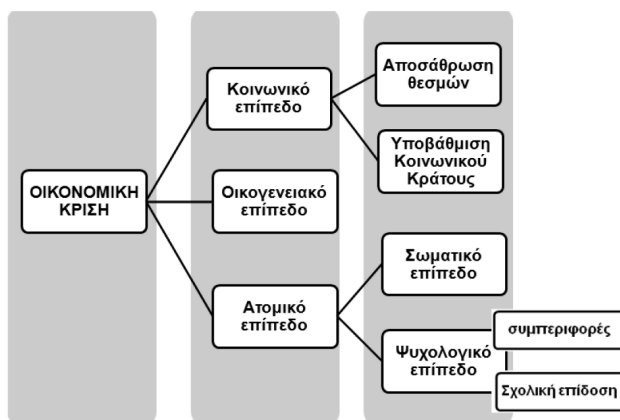 ΟΙΚΟΝΟΜΙΚΗ
ΚΡΙΣΗ
Κοινωνικό
επίπεδο
Αποσάθρωση
θεσμών
Υποβάθμιση
Κοινωνικού
Κράτους
Οικογενειακό
επίπεδο
Ατομικό
επίπεδο
Σωματικό
επίπεδο
Ψυχολογικό
επίπεδο
συμπεριφορές
Σχολική επίδοση